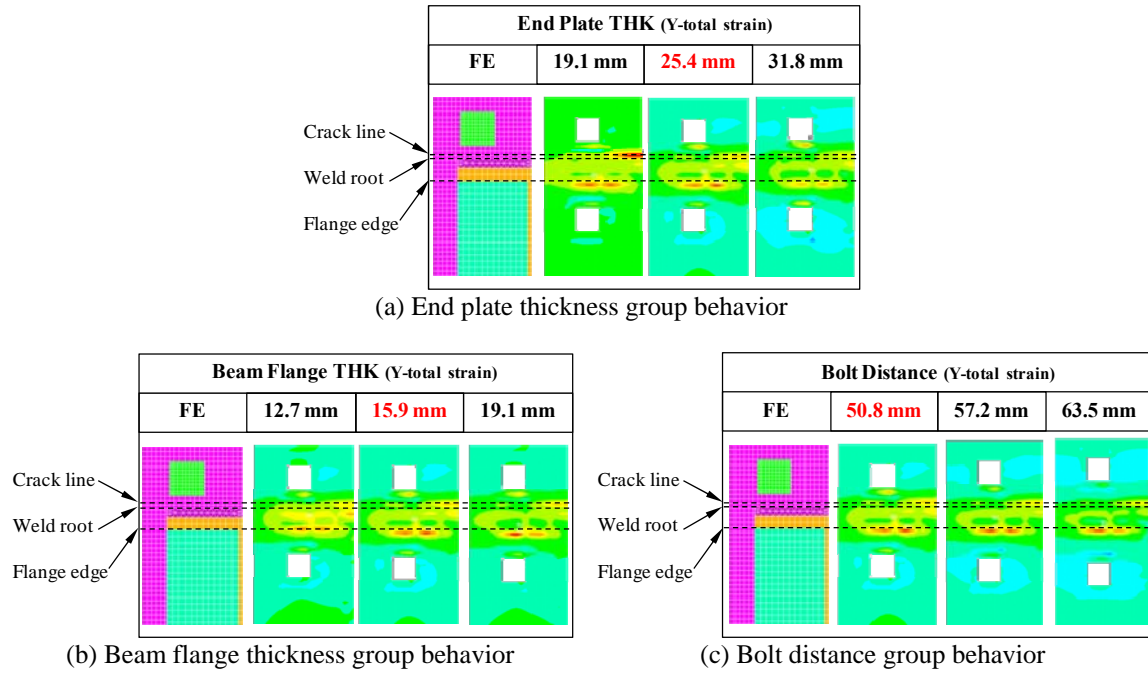 End Plate THK (Y-total strain)
FE 19.1 mm 25.4 mm 31.8 mm
Crack line
Weld root
Flange edge
(a) End plate thickness group behavior
Beam Flange THK (Y-total strain)
FE 12.7 mm 15.9 mm 19.1 mm
Crack line
Weld root
Flange edge
(b) Beam flange thickness group behavior
Bolt Distance (Y-total strain)
FE 50.8 mm 57.2 mm 63.5 mm
Crack line
Weld root
Flange edge
(c) Bolt distance group behavior